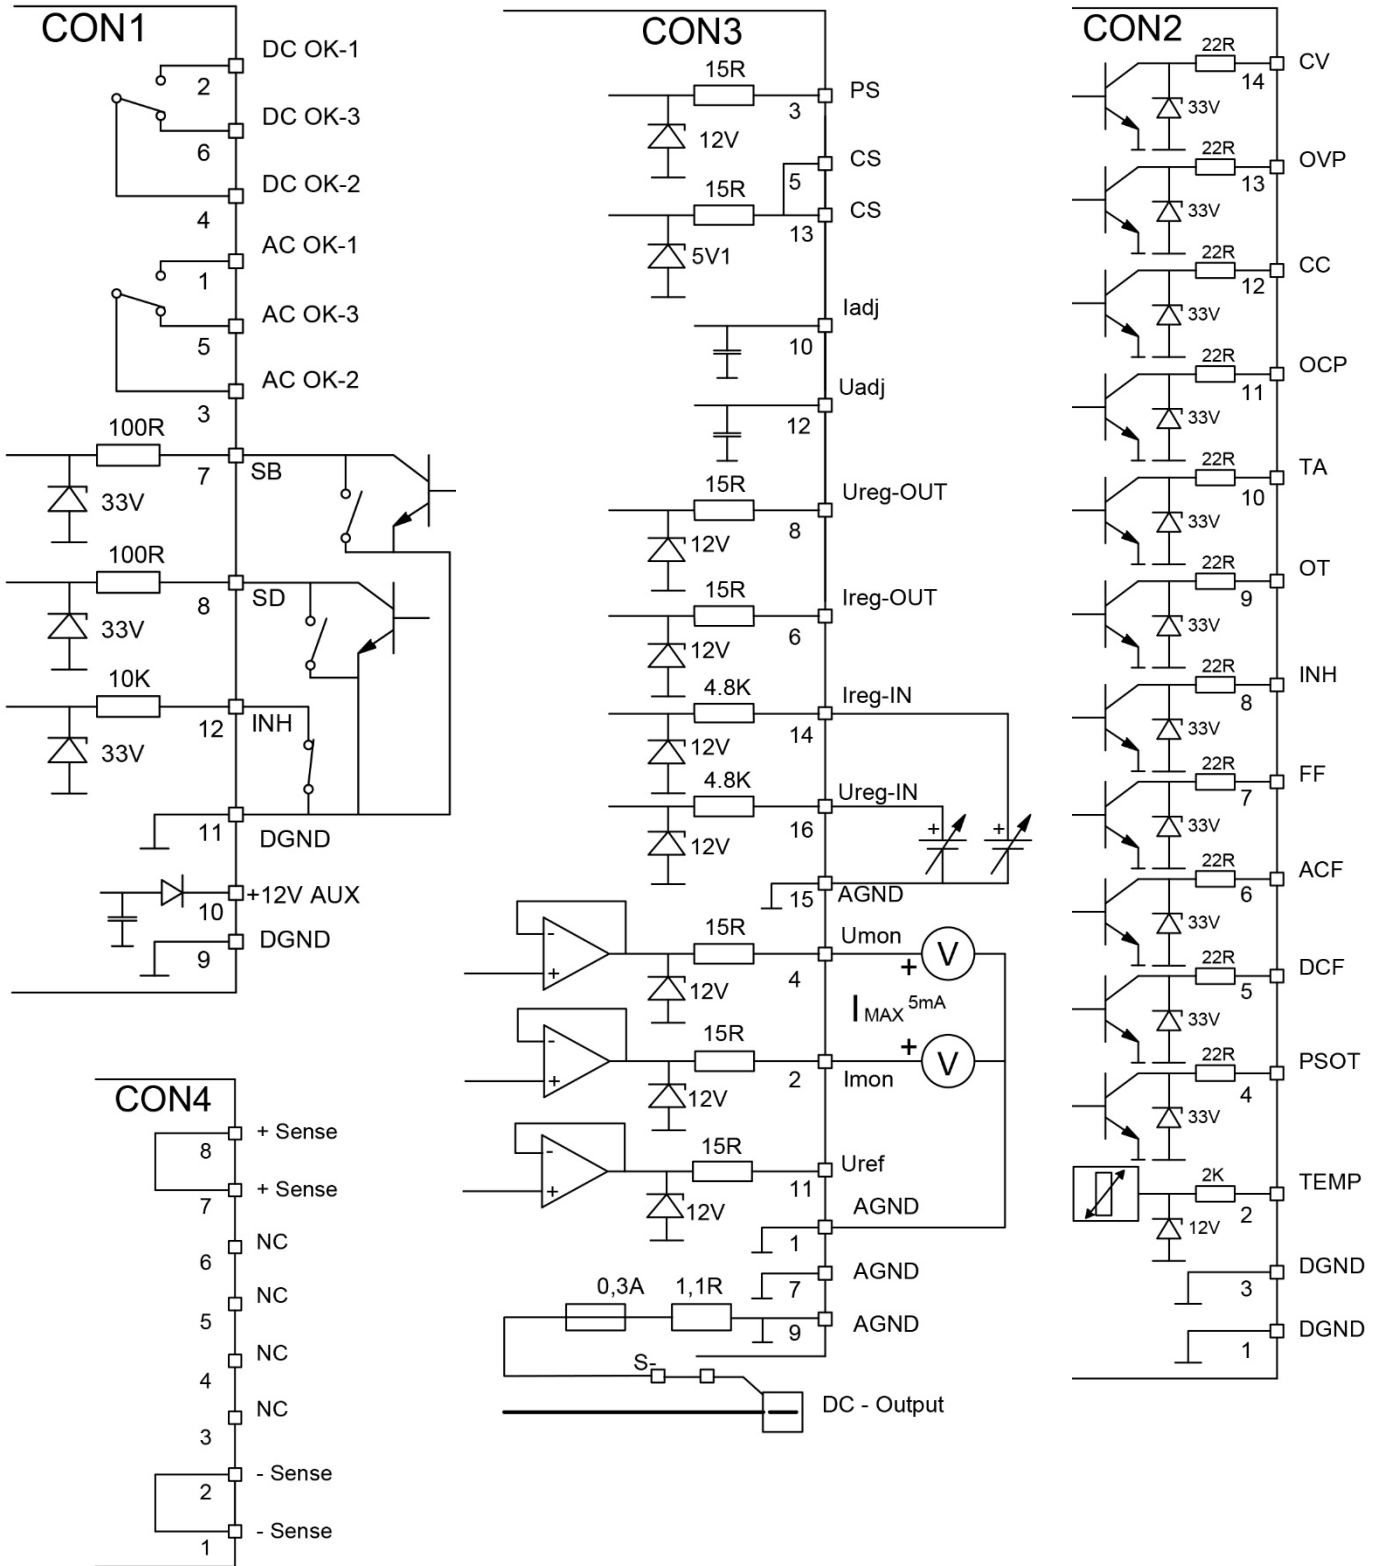 CON1
DC OK-1
2
DC OK-3
6
DC OK-2
4
AC OK-1
1
AC OK-3
5
AC OK-2
3
100R
7
SB
33V
100R
8
SD
33V
10K
12
INH
33V
11
DGND
10
+12V AUX
9
DGND
CON4
+ Sense
8
+ Sense
7
NC
6
NC
5
NC
4
NC
3
- Sense
2
- Sense
1
CON3
15R
PS
3
12V
CS
5
15R
CS
13
5V1
Iadj
10
Uadj
12
15R
Ureg-OUT
8
12V
15R
Ireg-OUT
6
12V
4.8K
Ireg-IN
14
12V
4.8K
Ureg-IN
16
12V
+
+
15
AGND
-
+
15R
Umon
4
+
V
12V
IMAX 5mA
-
+
15R
2
Imon
+
V
12V
-
+
15R
Uref
11
12V
AGND
1
AGND
7
0,3A
1,1R
AGND
9
S-
DC - Output
CON2
22R
CV
14
33V
22R
OVP
13
33V
22R
CC
12
33V
22R
OCP
11
33V
22R
TA
10
33V
22R
OT
9
33V
22R
INH
8
33V
22R
FF
7
33V
22R
ACF
6
33V
22R
DCF
5
33V
22R
PSOT
4
33V
2K
TEMP
2
12V
DGND
3
DGND
1